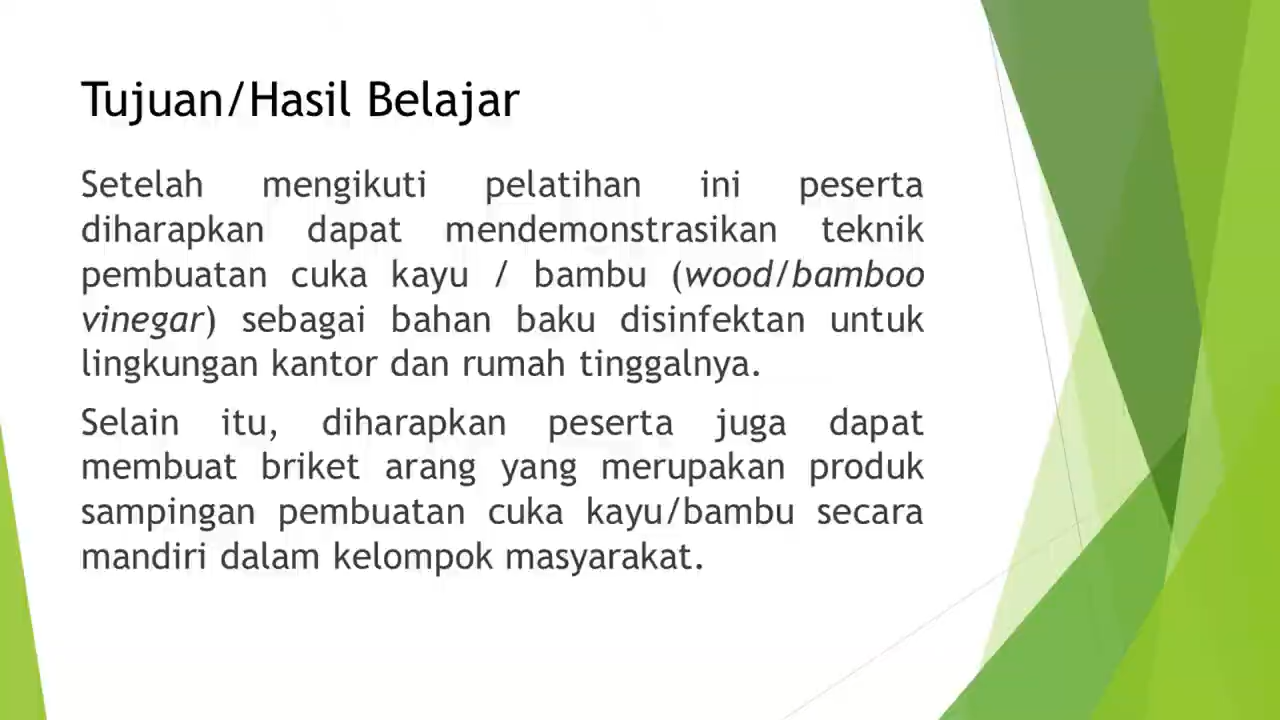 Tujuan/Hasil Belajar
Setelah mengikuti pelatihan ini peserta
diharapkan dapat mendemonstrasikan teknik
pembuatan cuka kayu / bambu (wood/bamboo
vinegar) sebagai bahan baku disinfektan untuk
lingkungan kantor dan rumah tinggalnya.
Selain itu, diharapkan peserta juga dapat
membuat briket arang yang merupakan produk
sampingan pembuatan cuka kayu/bambu secara
mandiri dalam kelompok masyarakat.